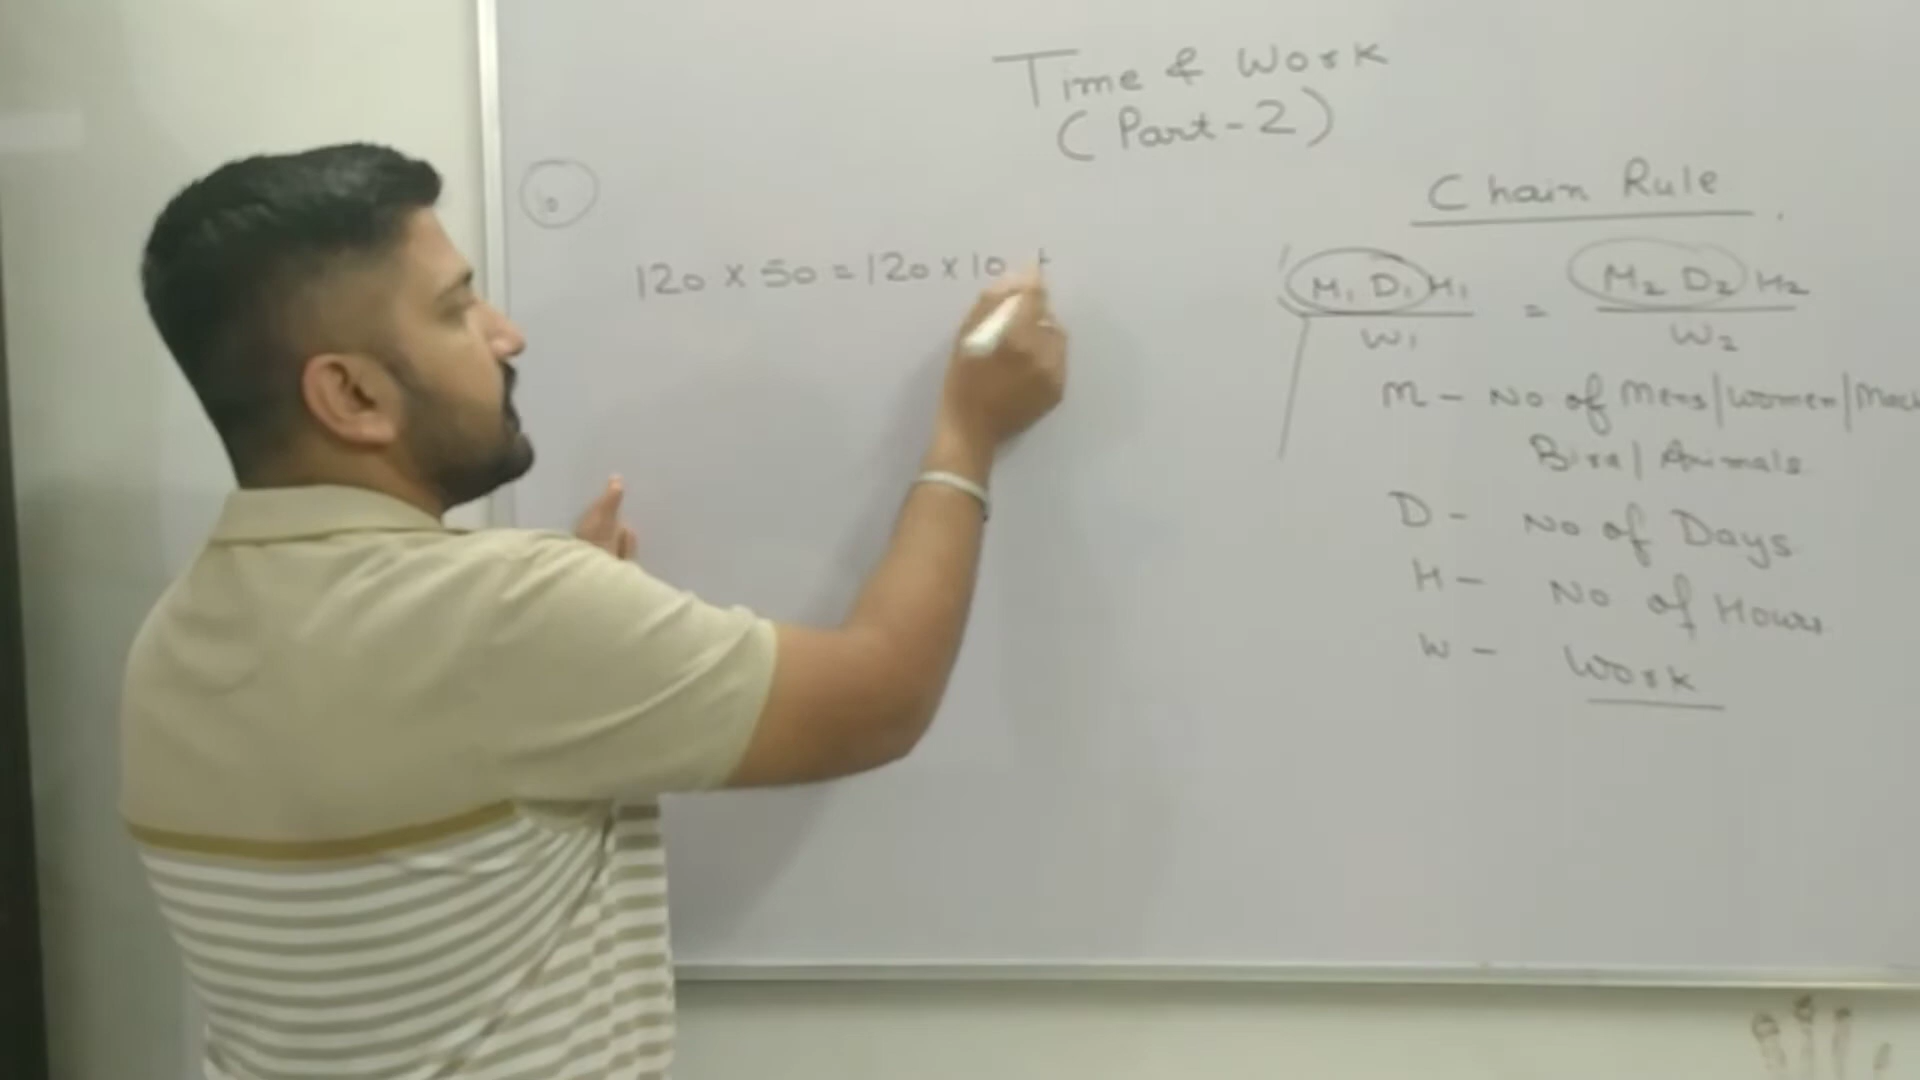 Time & Work
(Part-2)
120 x 50 = 120 x 10 +
Chain Rule
M1 D1 H1 = M2 D2 H2
W1 W2
M - No of Mens/women/Mach
Bird/Animals
D - No of Days
H - No of Hours
W - Work